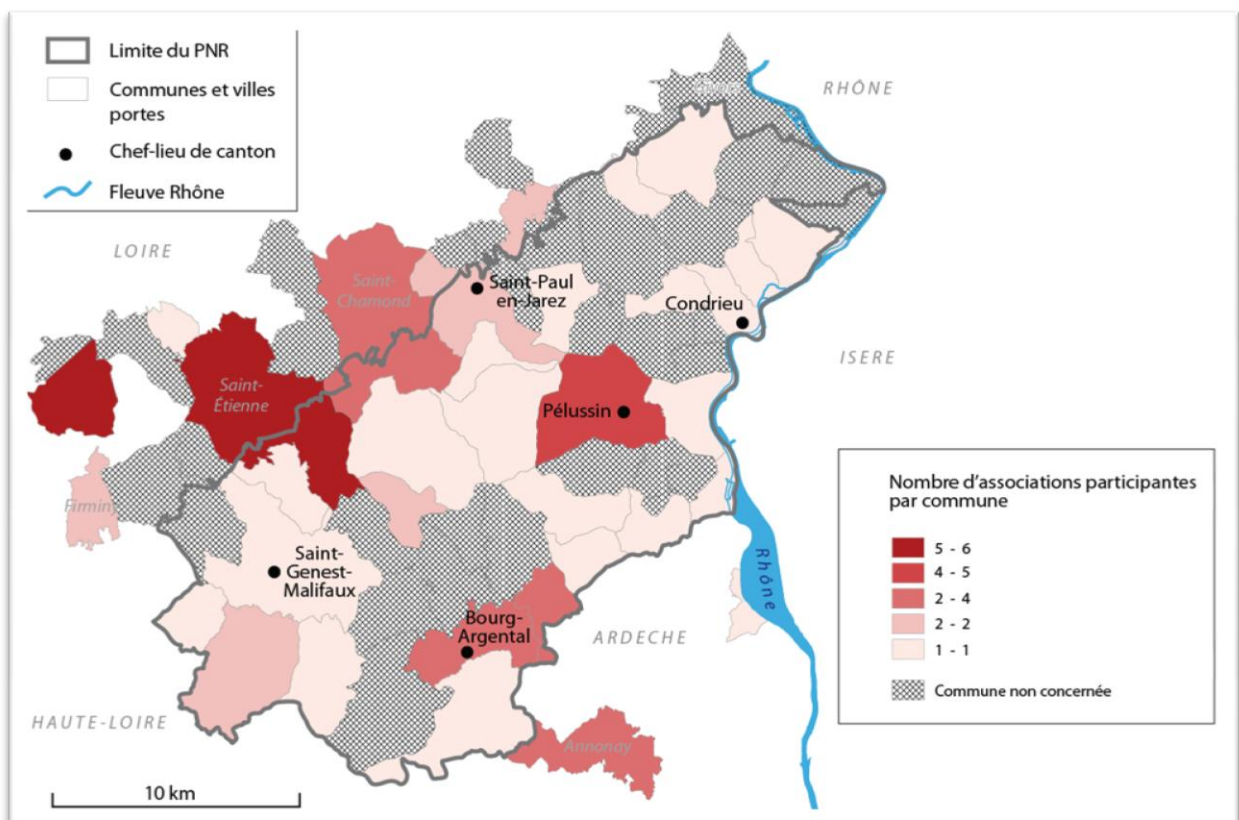 Limite du PNR
Communes et villes
portes
Chef-lieu de canton
Fleuve Rhône
RHÔNE
LOIRE
Saint-
Chamond
Saint-Paul
en-Jarez
Condrieu
ISERE
Saint-
Étienne
Pélussin
Firmin
Saint-
Genest-
Malifaux
Rhône
Bourg-
Argental
ARDECHE
HAUTE-LOIRE
Annonay
10 km
Nombre d'associations participantes
par commune
5 - 6
4 - 5
2 - 4
2 - 2
1 - 1
Commune non concernée